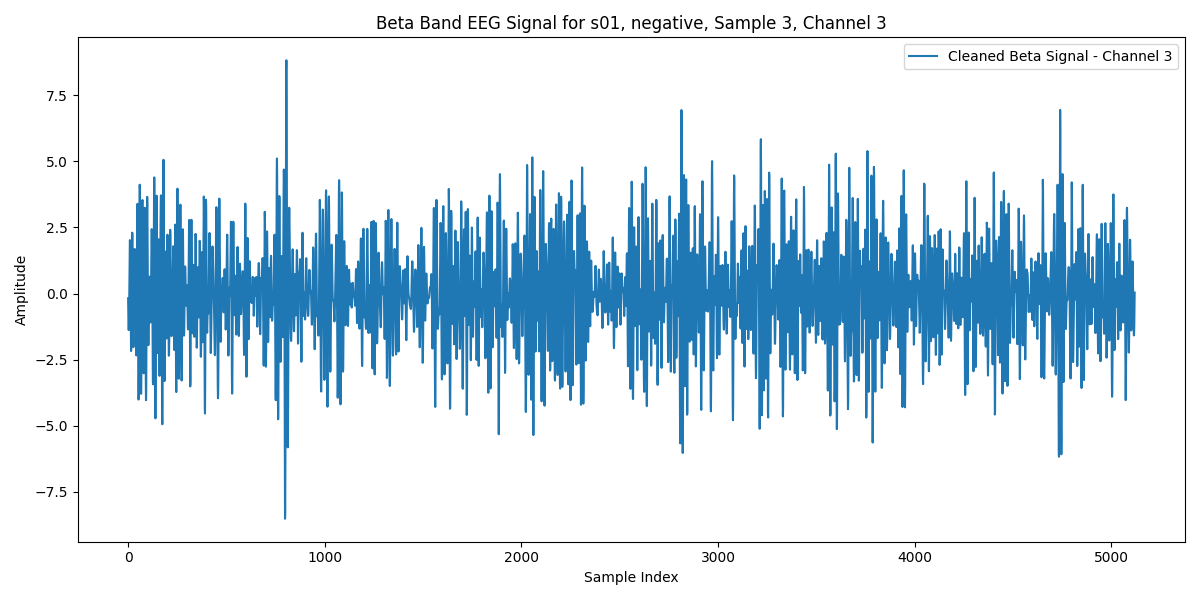 Beta Band EEG Signal for s01, negative, Sample 3, Channel 3
Cleaned Beta Signal - Channel 3
Amplitude
7.5
5.0
2.5
0.0
−2.5
−5.0
−7.5
0 1000 2000 3000 4000 5000
Sample Index